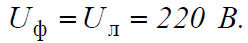 Uф = Uл = 220 В.